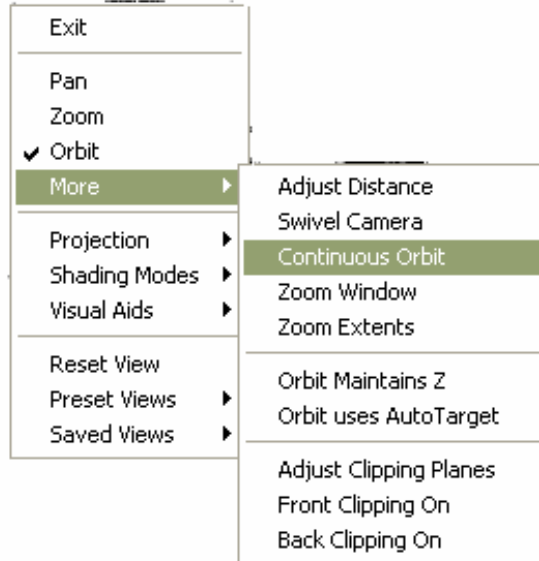 Exit
Pan
Zoom
Orbit
More
Projection
Shading Modes
Visual Aids
Reset View
Preset Views
Saved Views
Adjust Distance
Swivel Camera
Continuous Orbit
Zoom Window
Zoom Extents
Orbit Maintains Z
Orbit uses AutoTarget
Adjust Clipping Planes
Front Clipping On
Back Clipping On